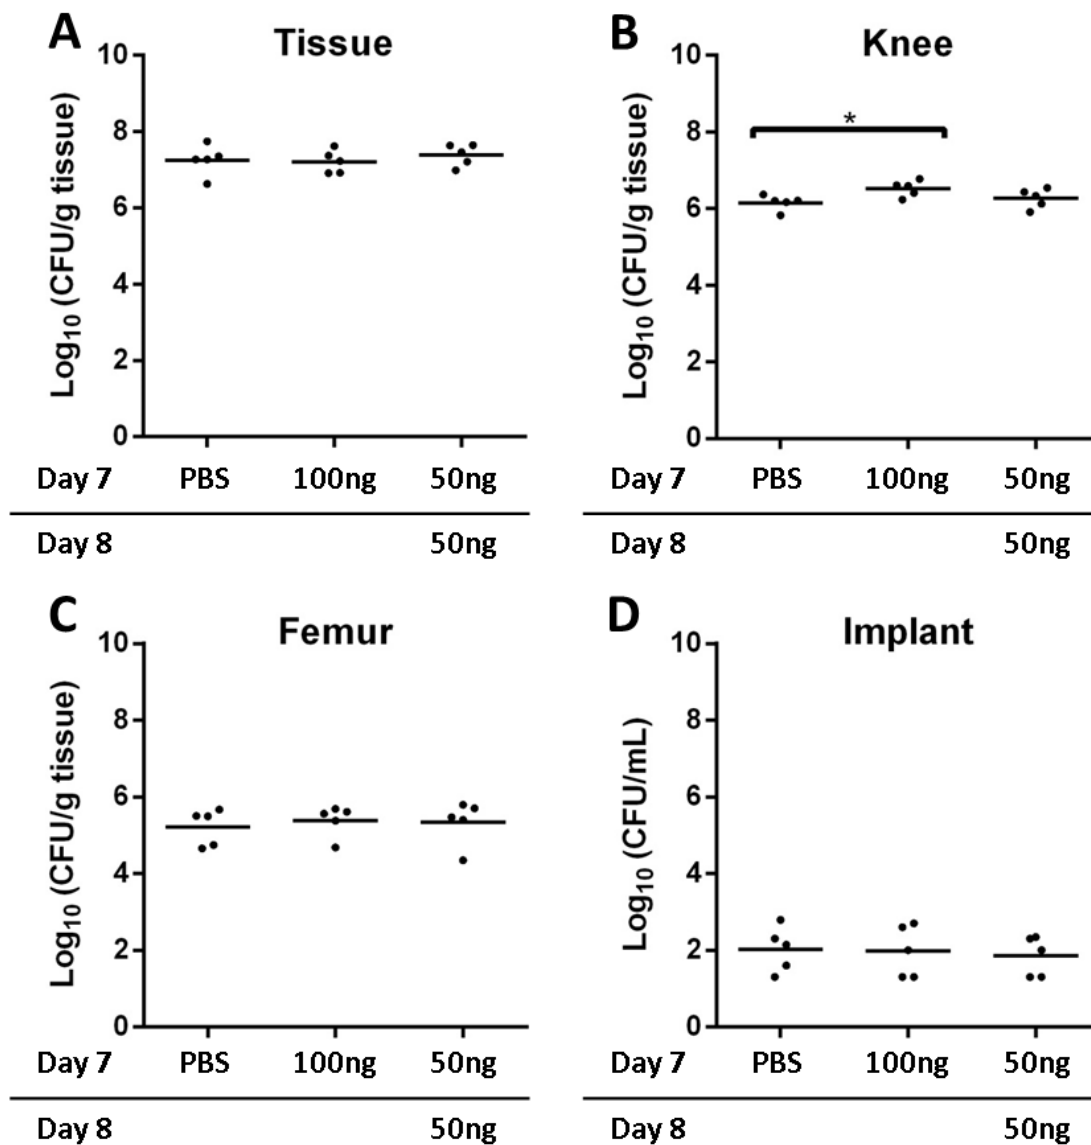 A
Tissue
Log10 (CFU/g tissue)
10
8
6
4
2
0
Day 7 PBS 100ng 50ng
Day 8 50ng
B
Knee
Log10 (CFU/g tissue)
10
8
6
4
2
0
*
Day 7 PBS 100ng 50ng
Day 8 50ng
C
Femur
Log10 (CFU/g tissue)
10
8
6
4
2
0
Day 7 PBS 100ng 50ng
Day 8 50ng
D
Implant
Log10 (CFU/mL)
10
8
6
4
2
0
Day 7 PBS 100ng 50ng
Day 8 50ng